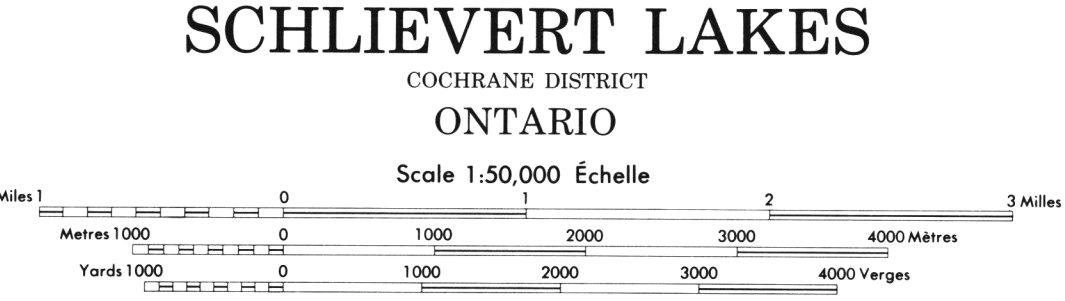 SCHLIEVERT LAKES
COCHRANE DISTRICT
ONTARIO
Scale 1:50,000 Échelle
Miles 1 0 1 2 3 Milles
Metres 1000 0 1000 2000 3000 4000 Mètres
Yards 1000 0 1000 2000 3000 4000 Verges